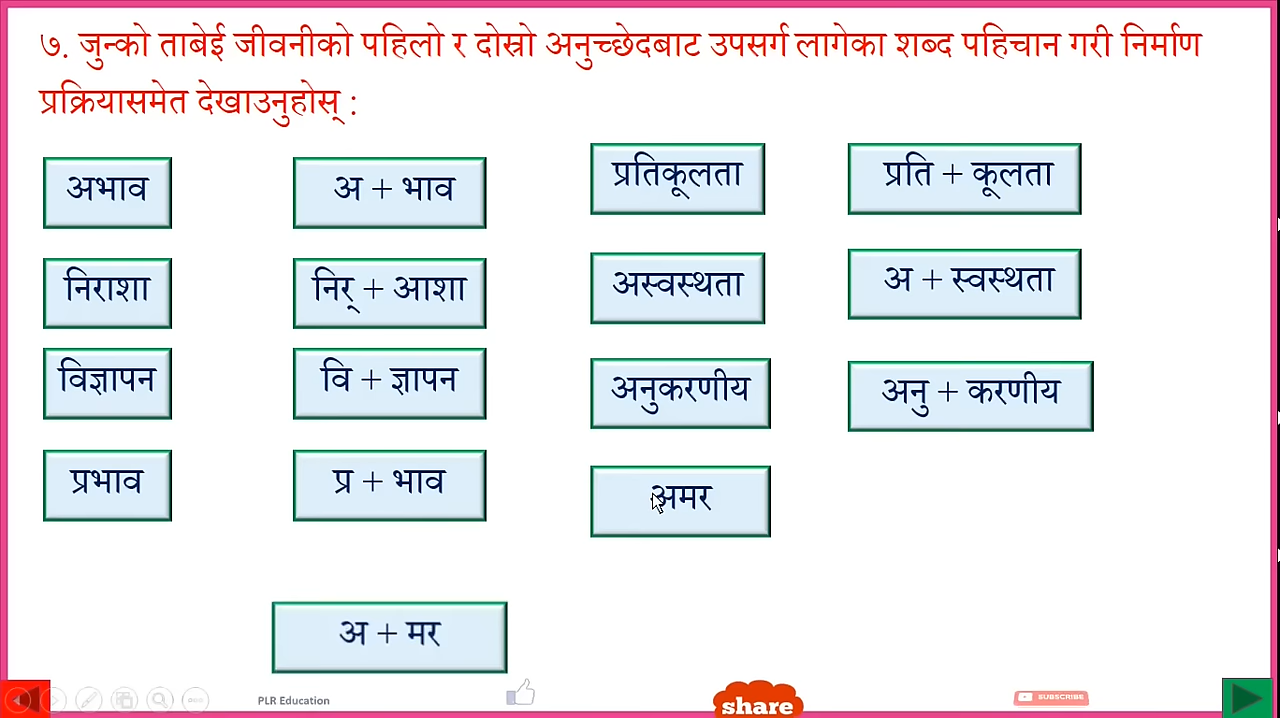 ७. जुन्को ताबेई जीवनीको पहिलो र दोस्रो अनुच्छेदबाट उपसर्ग लागेका शब्द पहिचान गरी निर्माण
प्रक्रियासमेत देखाउनुहोस् :
अभाव
अ + भाव
प्रतिकूलता
प्रति + कूलता
निराशा
निर् + आशा
अस्वस्थता
अ + स्वस्थता
विज्ञापन
वि + ज्ञापन
अनुकरणीय
अनु + करणीय
प्रभाव
प्र + भाव
अमर
अ + मर
PLR Education
share
SUBSCRIBE